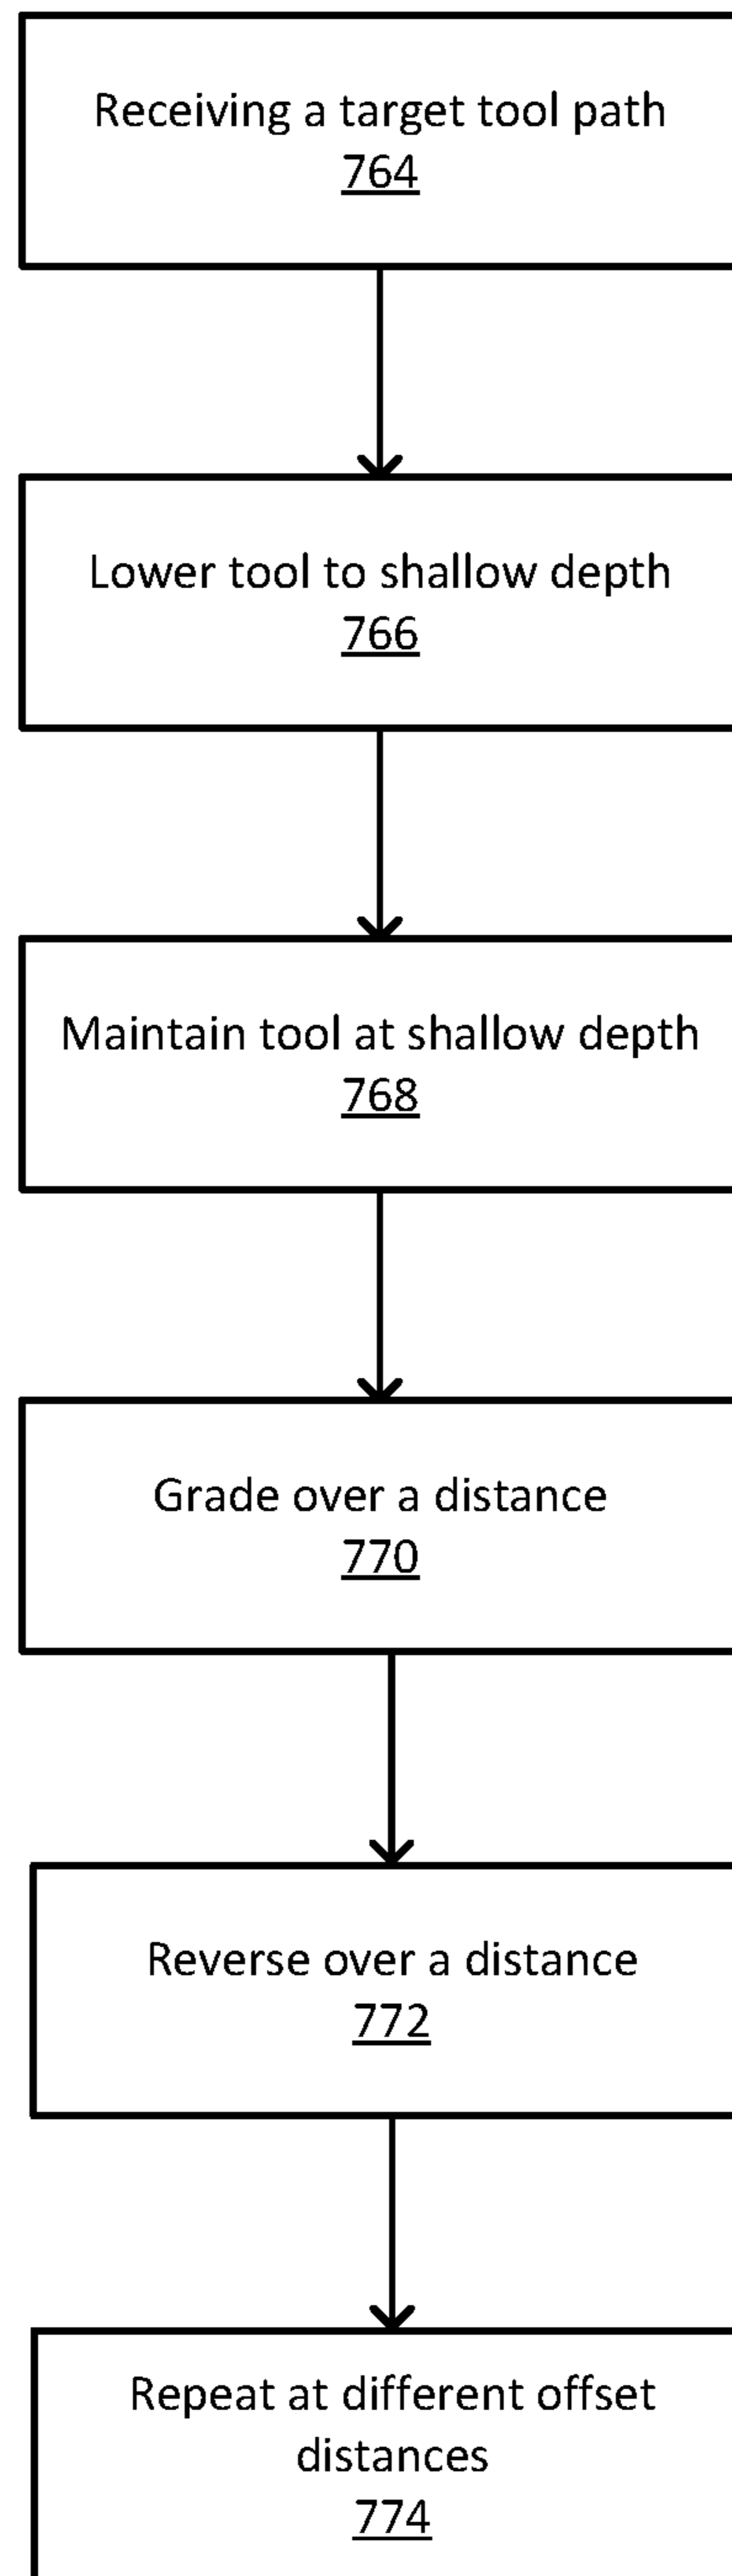 Receiving a target tool path
764
Lower tool to shallow depth
766
Maintain tool at shallow depth
768
Grade over a distance
770
Reverse over a distance
772
Repeat at different offset
distances
774